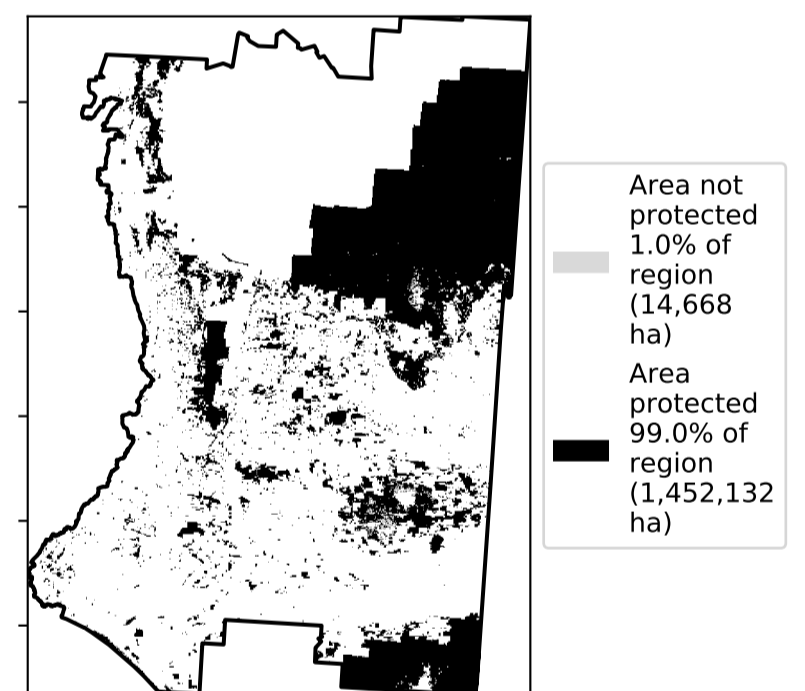 Area not
protected
1.0% of
region
(14,668
ha)
Area
protected
99.0% of
region
(1,452,132
ha)